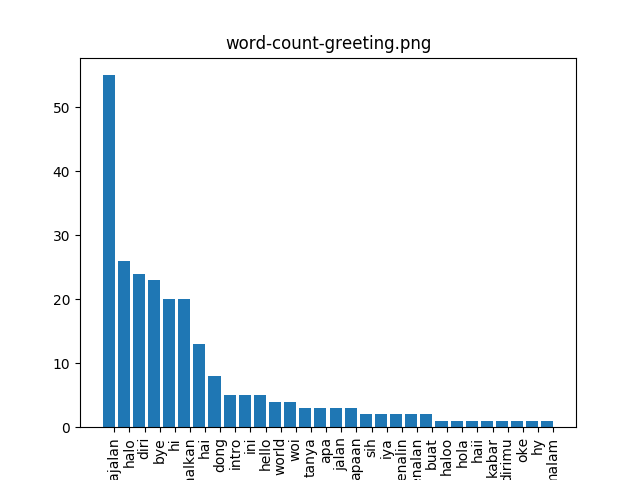 word-count-greeting.png
50
40
30
20
10
0
ajalan
halo
diri
bye
hi
alkan
hai
dong
intro
ini
hello
world
woi
tanya
apa
jalan
apaan
sih
iya
enalin
enalan
buat
haloo
hola
haii
kabar
dirimu
oke
hy
nalam